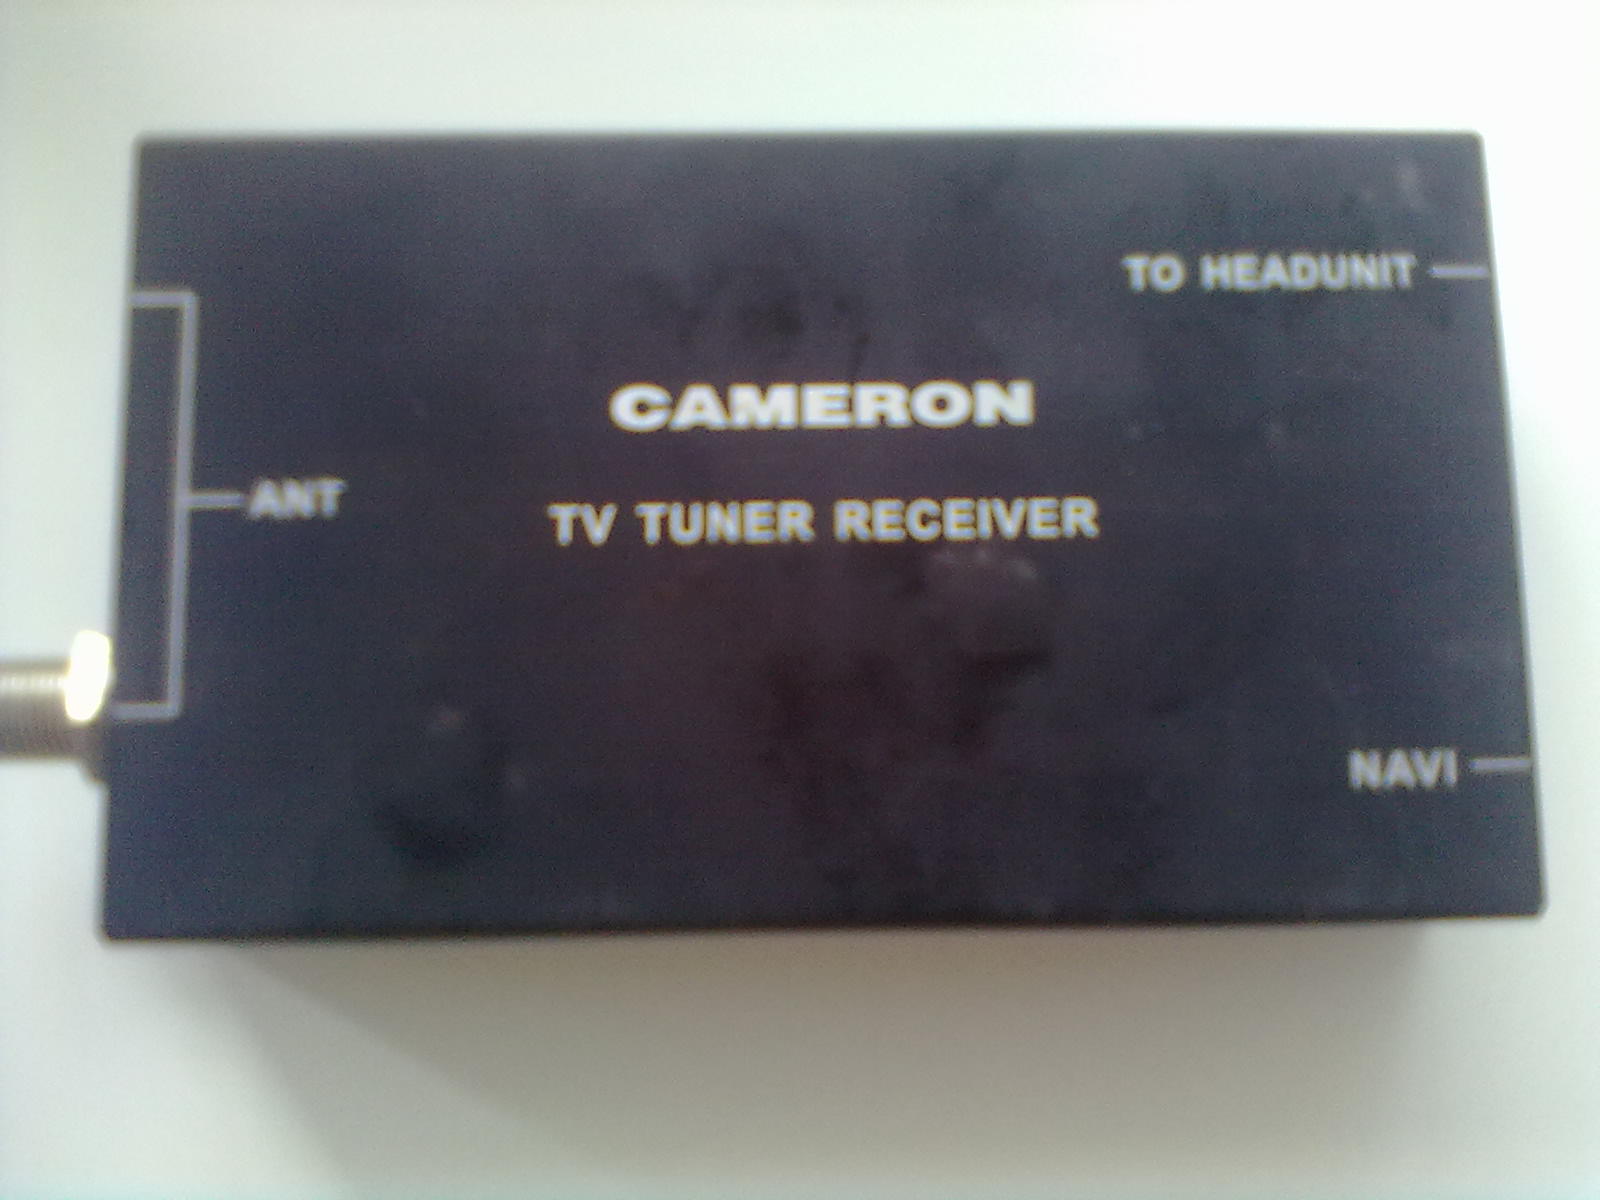 TO HEADUNIT
CAMERON
ANT
TV TUNER RECEIVER
NAVI